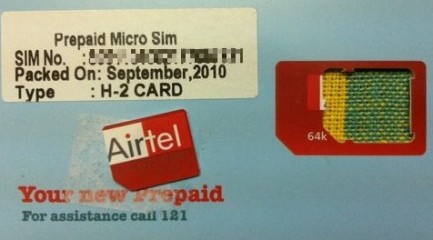 Prepaid Micro Sim
SIM No. :
Packed On: September,2010
Type : H-2 CARD
Airtel
64k
Your new Prepaid
For assistance call 121